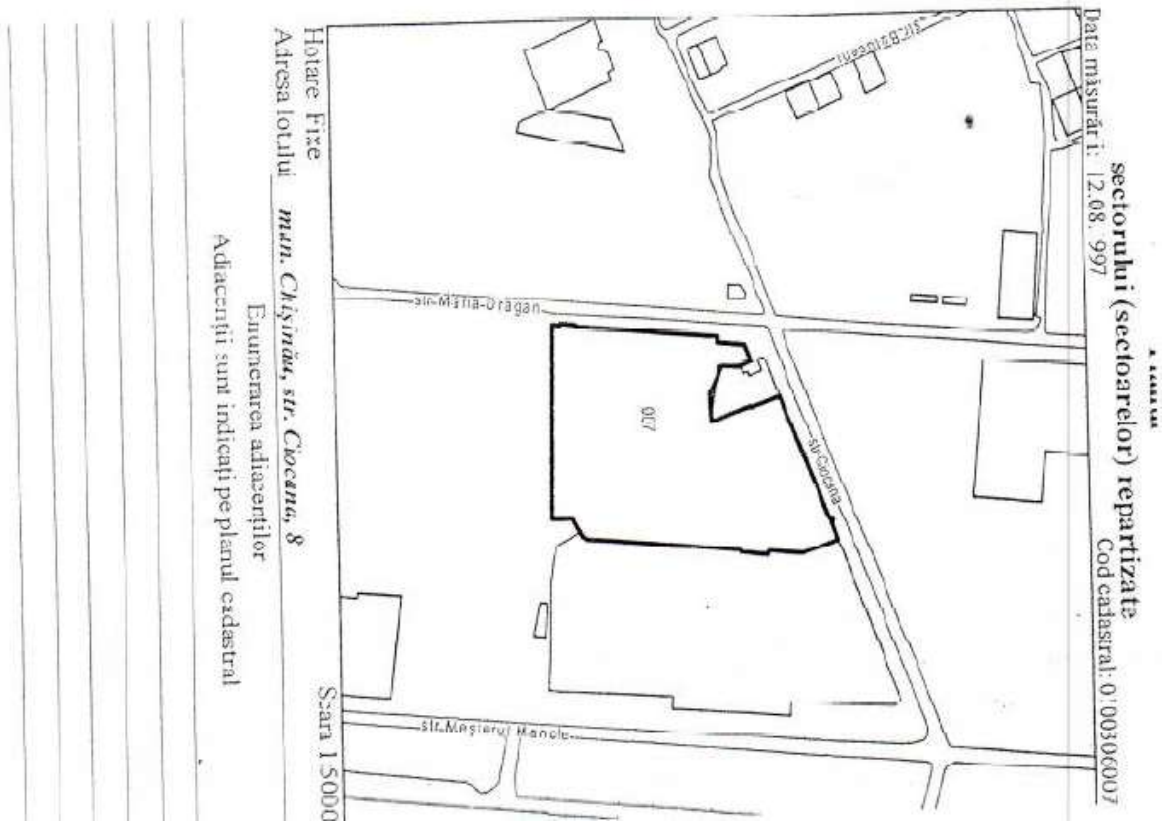 sectorului (sectoarelor) repartizate
Data măsurării: 12.08.997
Cod cadastral: 0100306007
str.Maria-Dragan
str.Ciocana
007
str.Meșterul Manole
Hotare Fixe
Scara 1:5000
Adresa lotului mun. Chișinău, str. Ciocana, 8
Enumerarea adiacenților
Adiacenții sunt indicați pe planul cadastral